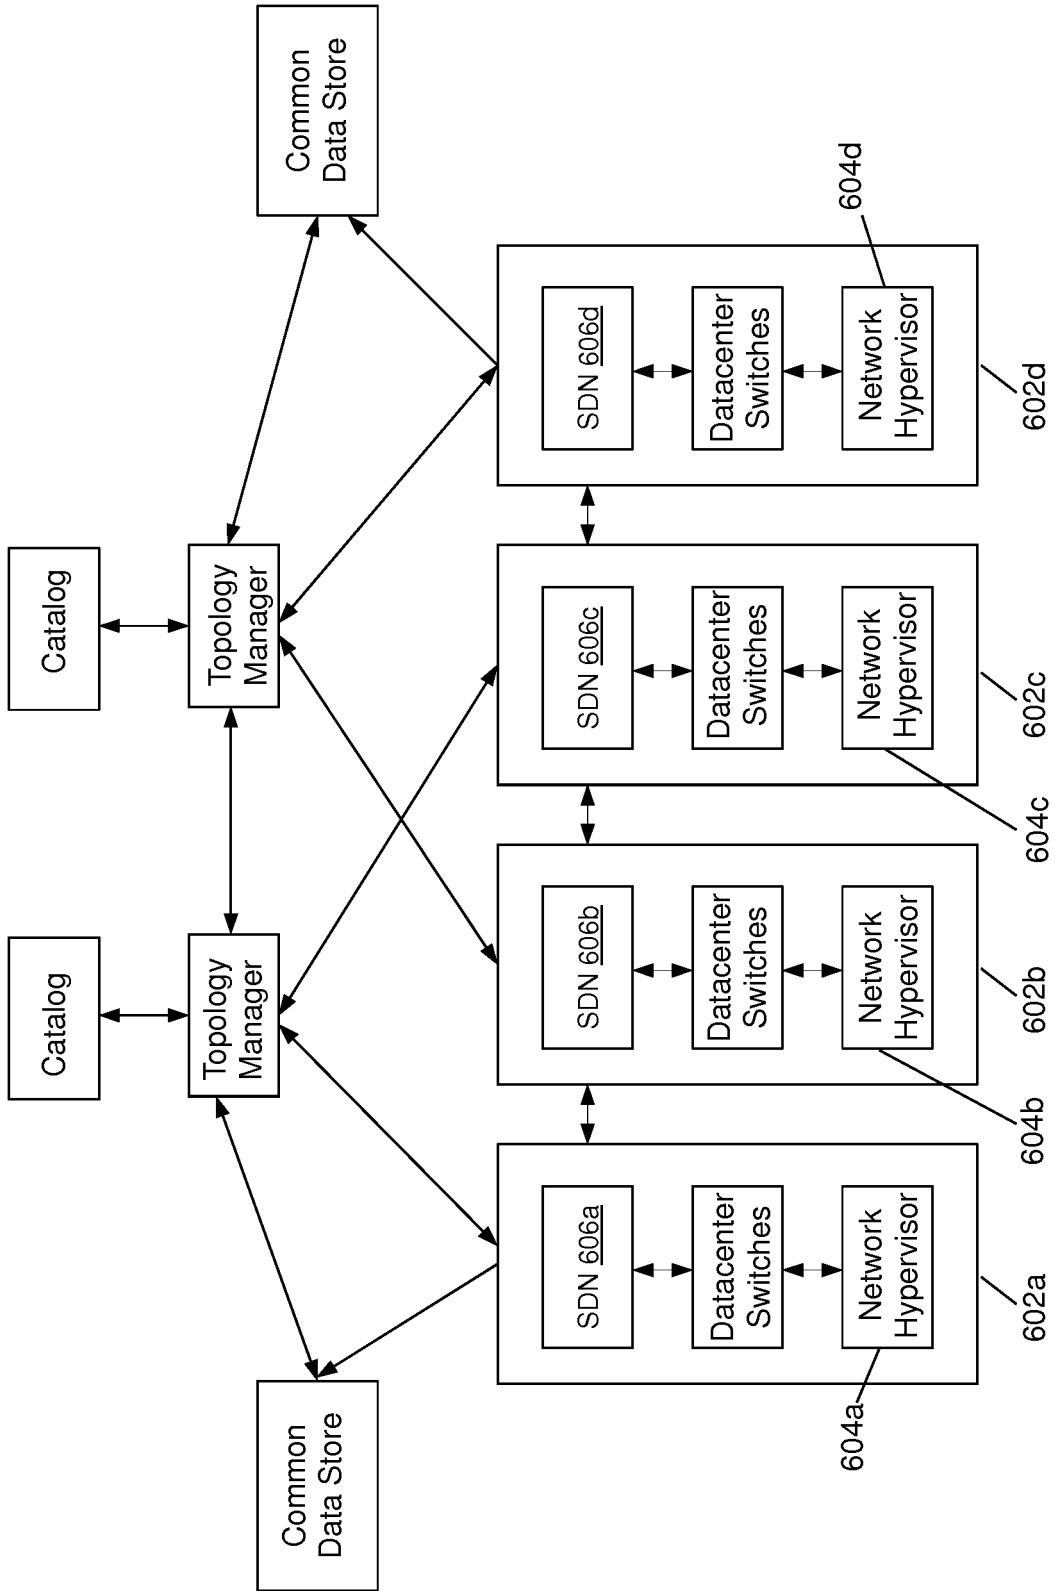 Catalog
Catalog
Topology
Manager
Topology
Manager
Common
Data Store
Common
Data Store
SDN 606a
Datacenter
Switches
Network
Hypervisor
604a
602a
SDN 606b
Datacenter
Switches
Network
Hypervisor
604b
602b
SDN 606c
Datacenter
Switches
Network
Hypervisor
604c
602c
SDN 606d
Datacenter
Switches
Network
Hypervisor
604d
602d